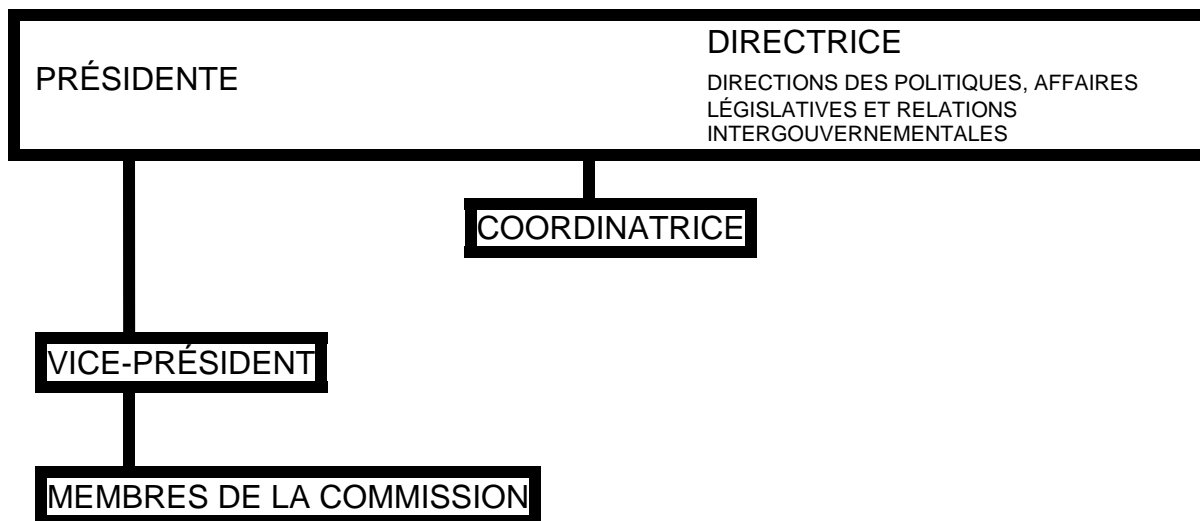 PRÉSIDENTE
DIRECTRICE
DIRECTIONS DES POLITIQUES, AFFAIRES
LÉGISLATIVES ET RELATIONS
INTERGOUVERNEMENTALES
COORDINATRICE
VICE-PRÉSIDENT
MEMBRES DE LA COMMISSION